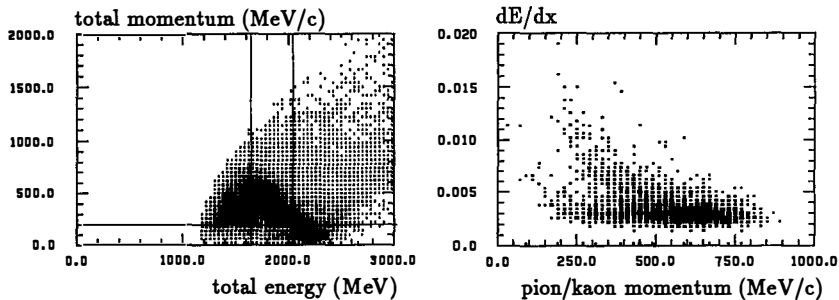 total momentum (MeV/c)
2000.0
1500.0
1000.0
500.0
0.0
0.0 1000.0 2000.0 3000.0
total energy (MeV)
dE/dx
0.020
0.015
0.010
0.005
0.0
0.0 250.0 500.0 750.0 1000.0
pion/kaon momentum (MeV/c)